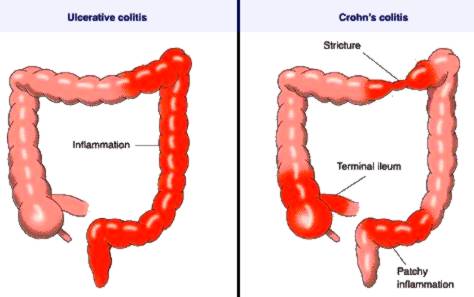 Ulcerative colitis
Inflammation
Crohn's colitis
Stricture
Terminal ileum
Patchy
inflammation